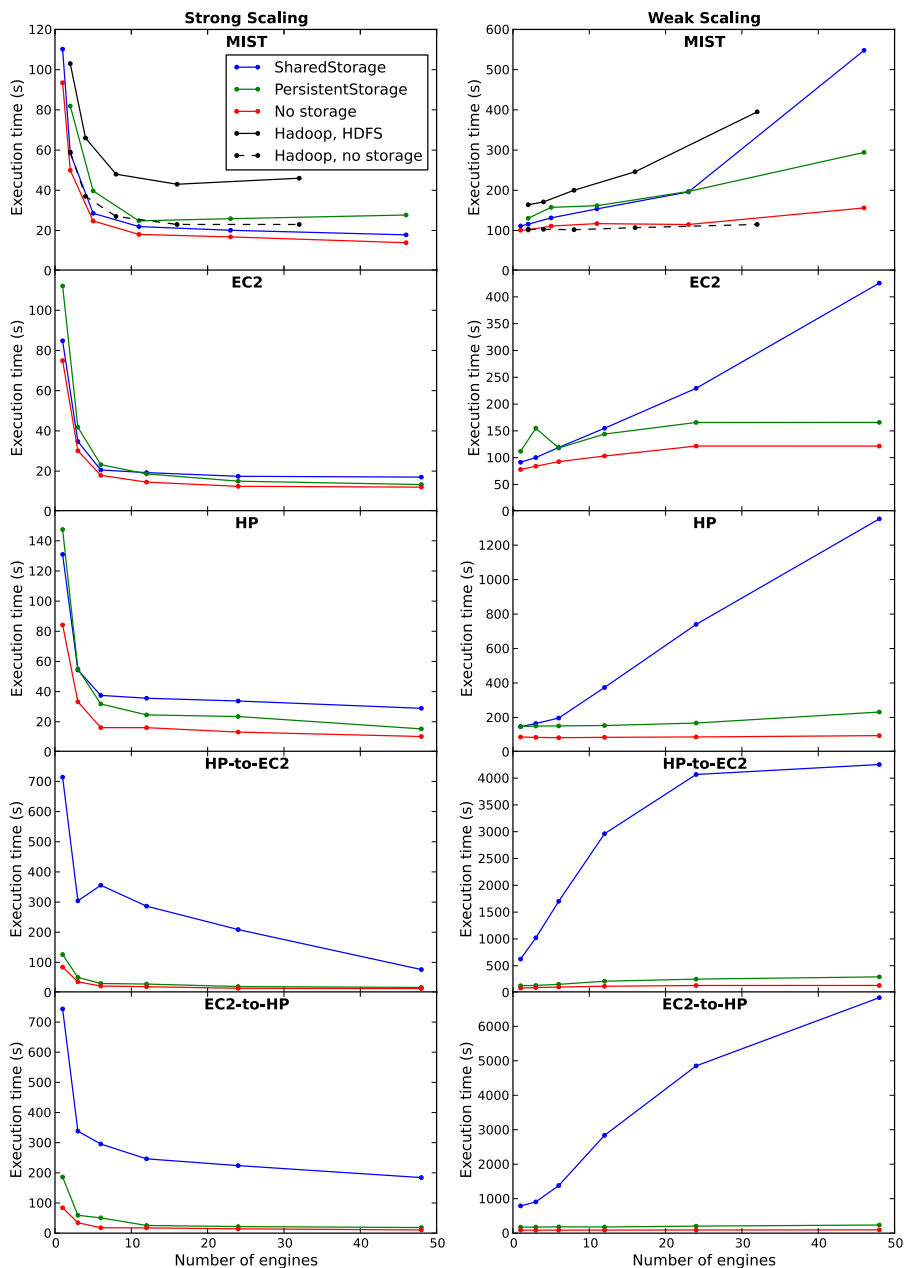 Strong Scaling
MIST
Execution time (s)
120
100
80
60
40
20
0
SharedStorage
PersistentStorage
No storage
Hadoop, HDFS
Hadoop, no storage
Weak Scaling
MIST
Execution time (s)
600
500
400
300
200
100
0
EC2
Execution time (s)
100
80
60
40
20
0
EC2
Execution time (s)
400
350
300
250
200
150
100
50
0
HP
Execution time (s)
140
120
100
80
60
40
20
0
HP
Execution time (s)
1200
1000
800
600
400
200
0
HP-to-EC2
Execution time (s)
700
600
500
400
300
200
100
0
HP-to-EC2
Execution time (s)
4000
3500
3000
2500
2000
1500
1000
500
0
EC2-to-HP
Execution time (s)
700
600
500
400
300
200
100
0
0 10 20 30 40 50
Number of engines
EC2-to-HP
Execution time (s)
6000
5000
4000
3000
2000
1000
0
0 10 20 30 40 50
Number of engines